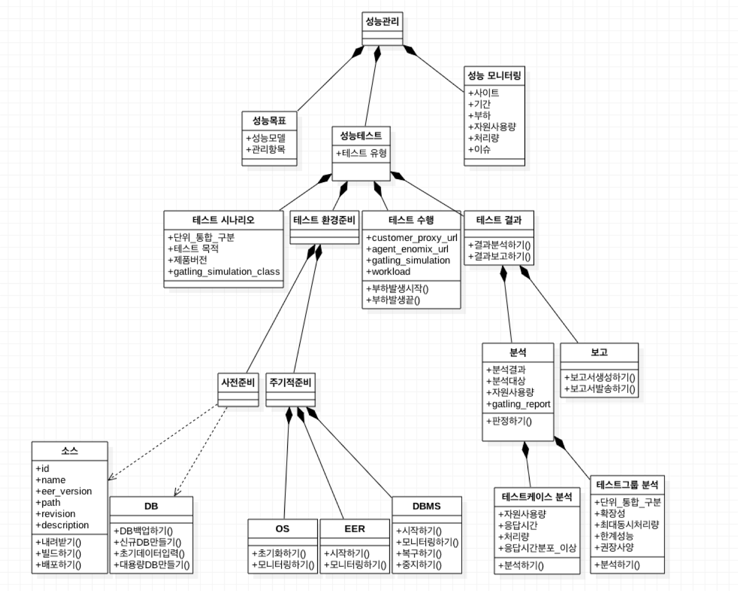 성능관리
성능목표
+성능모델
+관리항목
성능테스트
+테스트 유형
성능 모니터링
+사이트
+기간
+부하
+자원사용량
+처리량
+이슈
테스트 시나리오
+단위_통합_구분
+테스트 목적
+제품버전
+gatling_simulation_class
테스트 환경준비
테스트 수행
+customer_proxy_url
+agent_enomix_url
+gatling_simulation
+workload
+부하발생시작()
+부하발생끝()
테스트 결과
+결과분석하기()
+결과보고하기()
사전준비
주기적준비
분석
+분석결과
+분석대상
+자원사용량
+gatling_report
+판정하기()
보고
+보고서생성하기()
+보고서발송하기()
소스
+id
+name
+eer_version
+path
+revision
+description
+내려받기()
+빌드하기()
+배포하기()
DB
+DB백업하기()
+신규DB만들기()
+초기데이터입력()
+대용량DB만들기()
OS
+초기화하기()
+모니터링하기()
EER
+시작하기()
+모니터링하기()
DBMS
+시작하기()
+모니터링하기()
+복구하기()
+중지하기()
테스트케이스 분석
+자원사용량
+응답시간
+처리량
+응답시간분포_이상
+분석하기()
테스트그룹 분석
+단위_통합_구분
+확장성
+최대동시처리량
+한계성능
+권장사양
+분석하기()